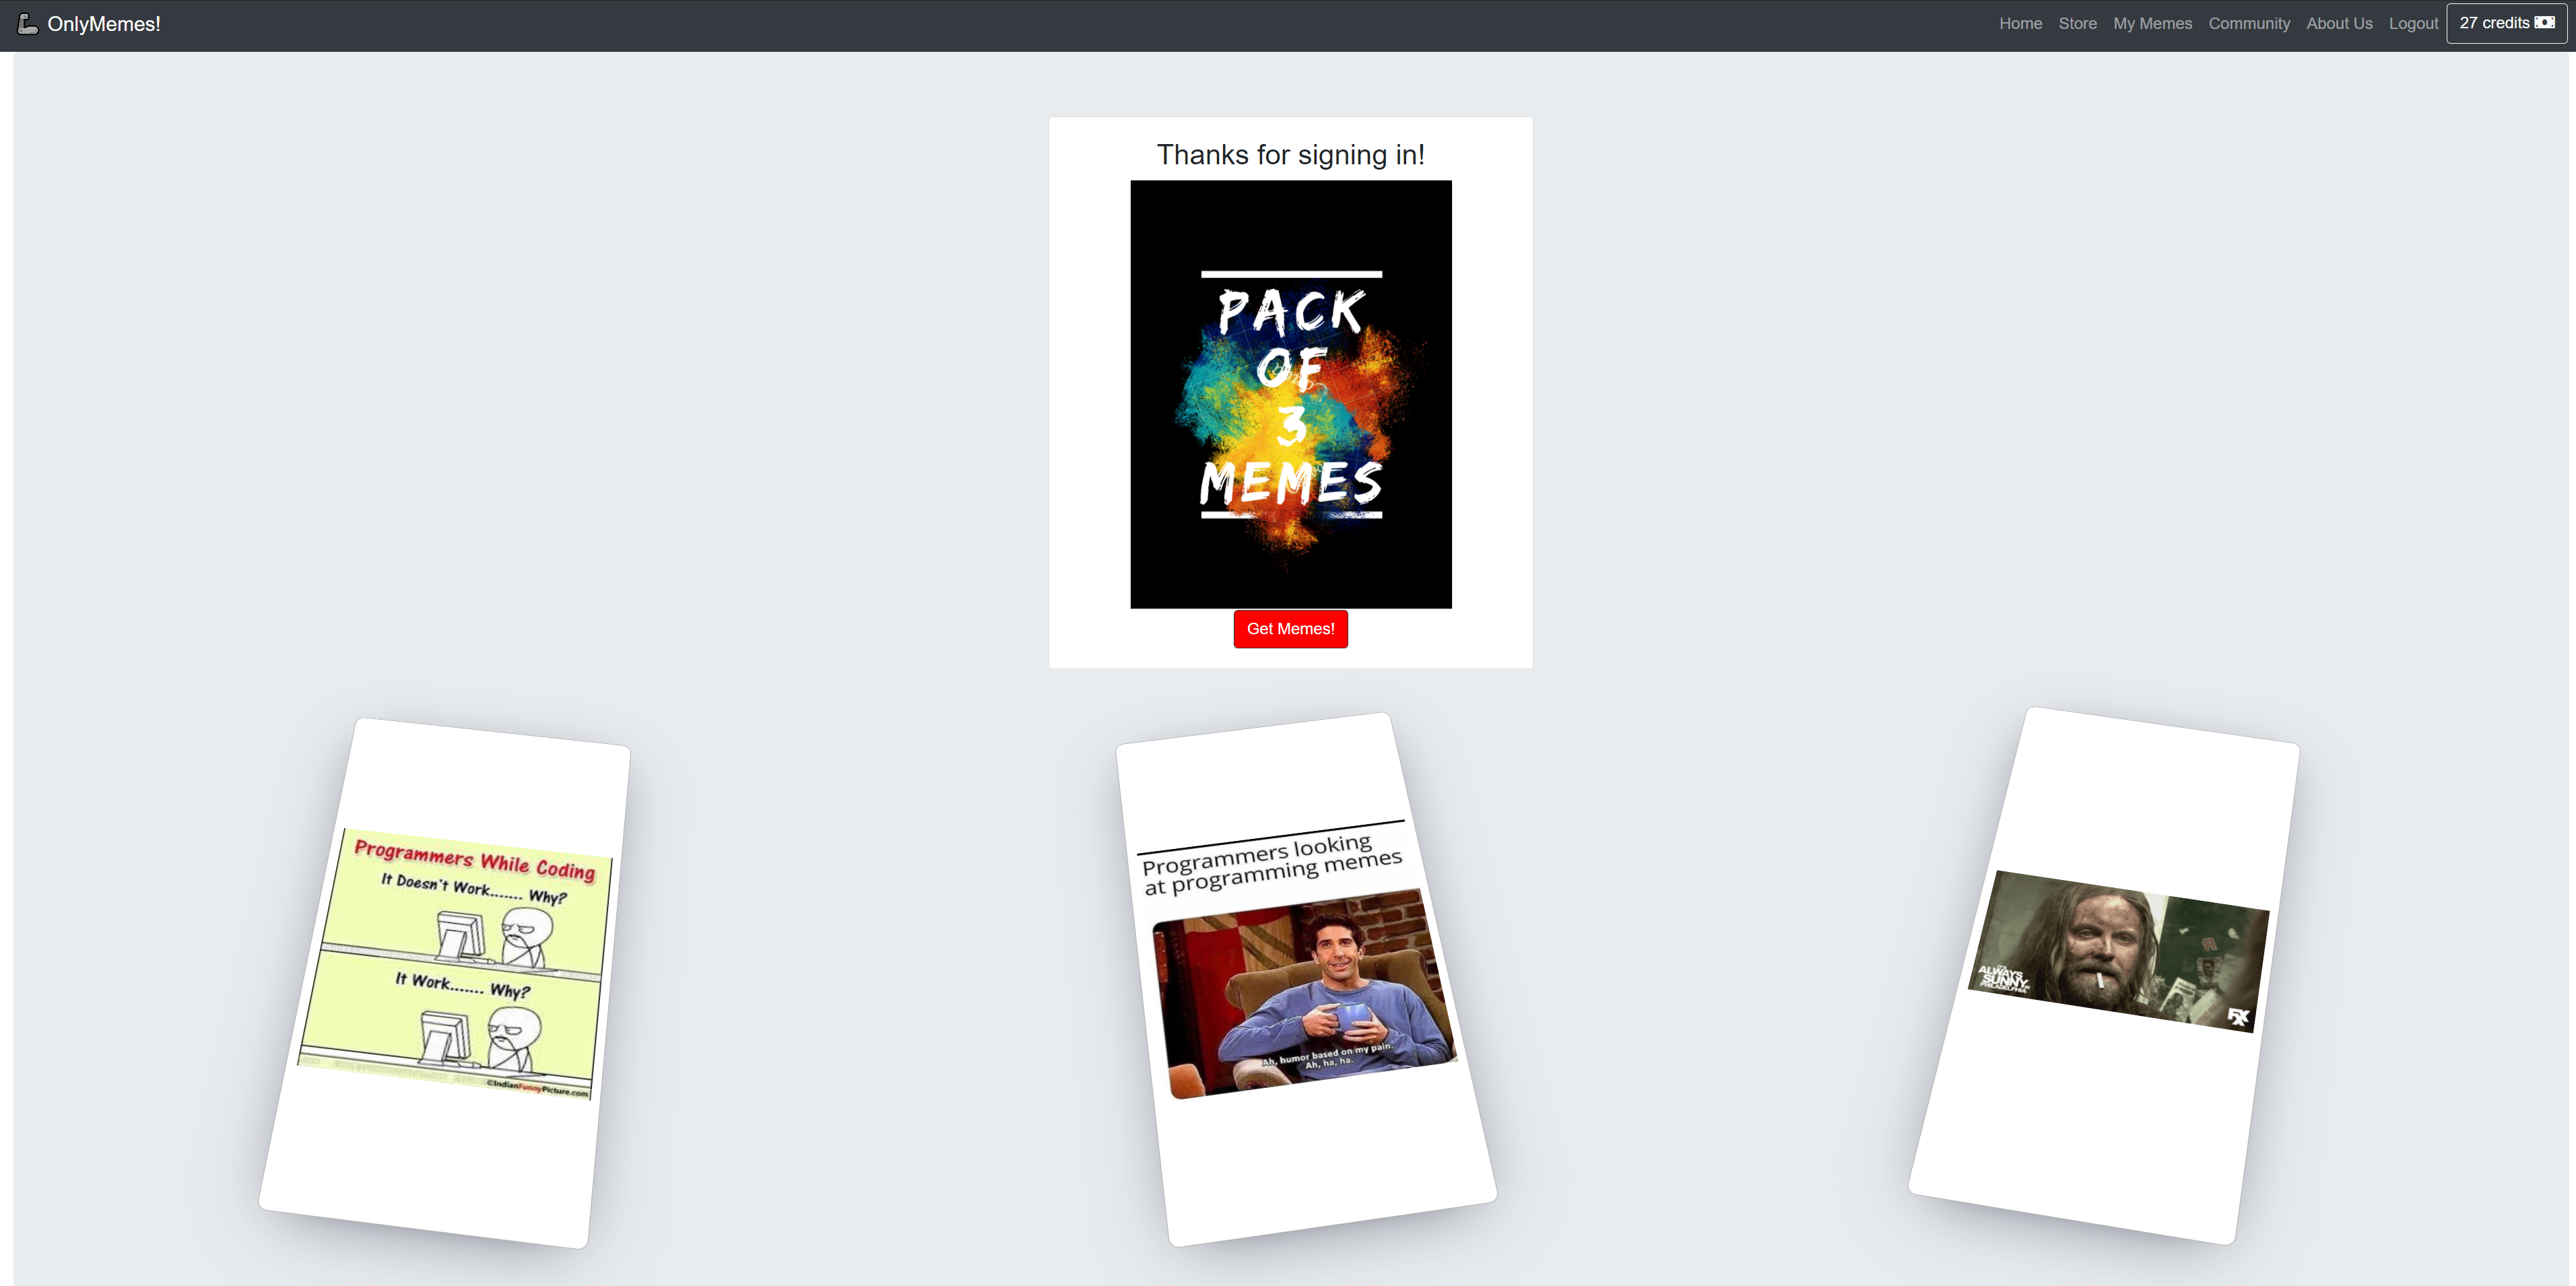 OnlyMemes!
Home Store My Memes Community About Us Logout 27 credits
Thanks for signing in!
PACK
OF
3
MEMES
Get Memes!
Programmers While Coding
It Doesn't Work....... Why?
It Work....... Why?
©IndianFunnyPicture.com
Programmers looking
at programming memes
Ah, humor based on my pain.
Ah, ha, ha.
IT'S
ALWAYS
SUNNY
IN
PHILADELPHIA
FX